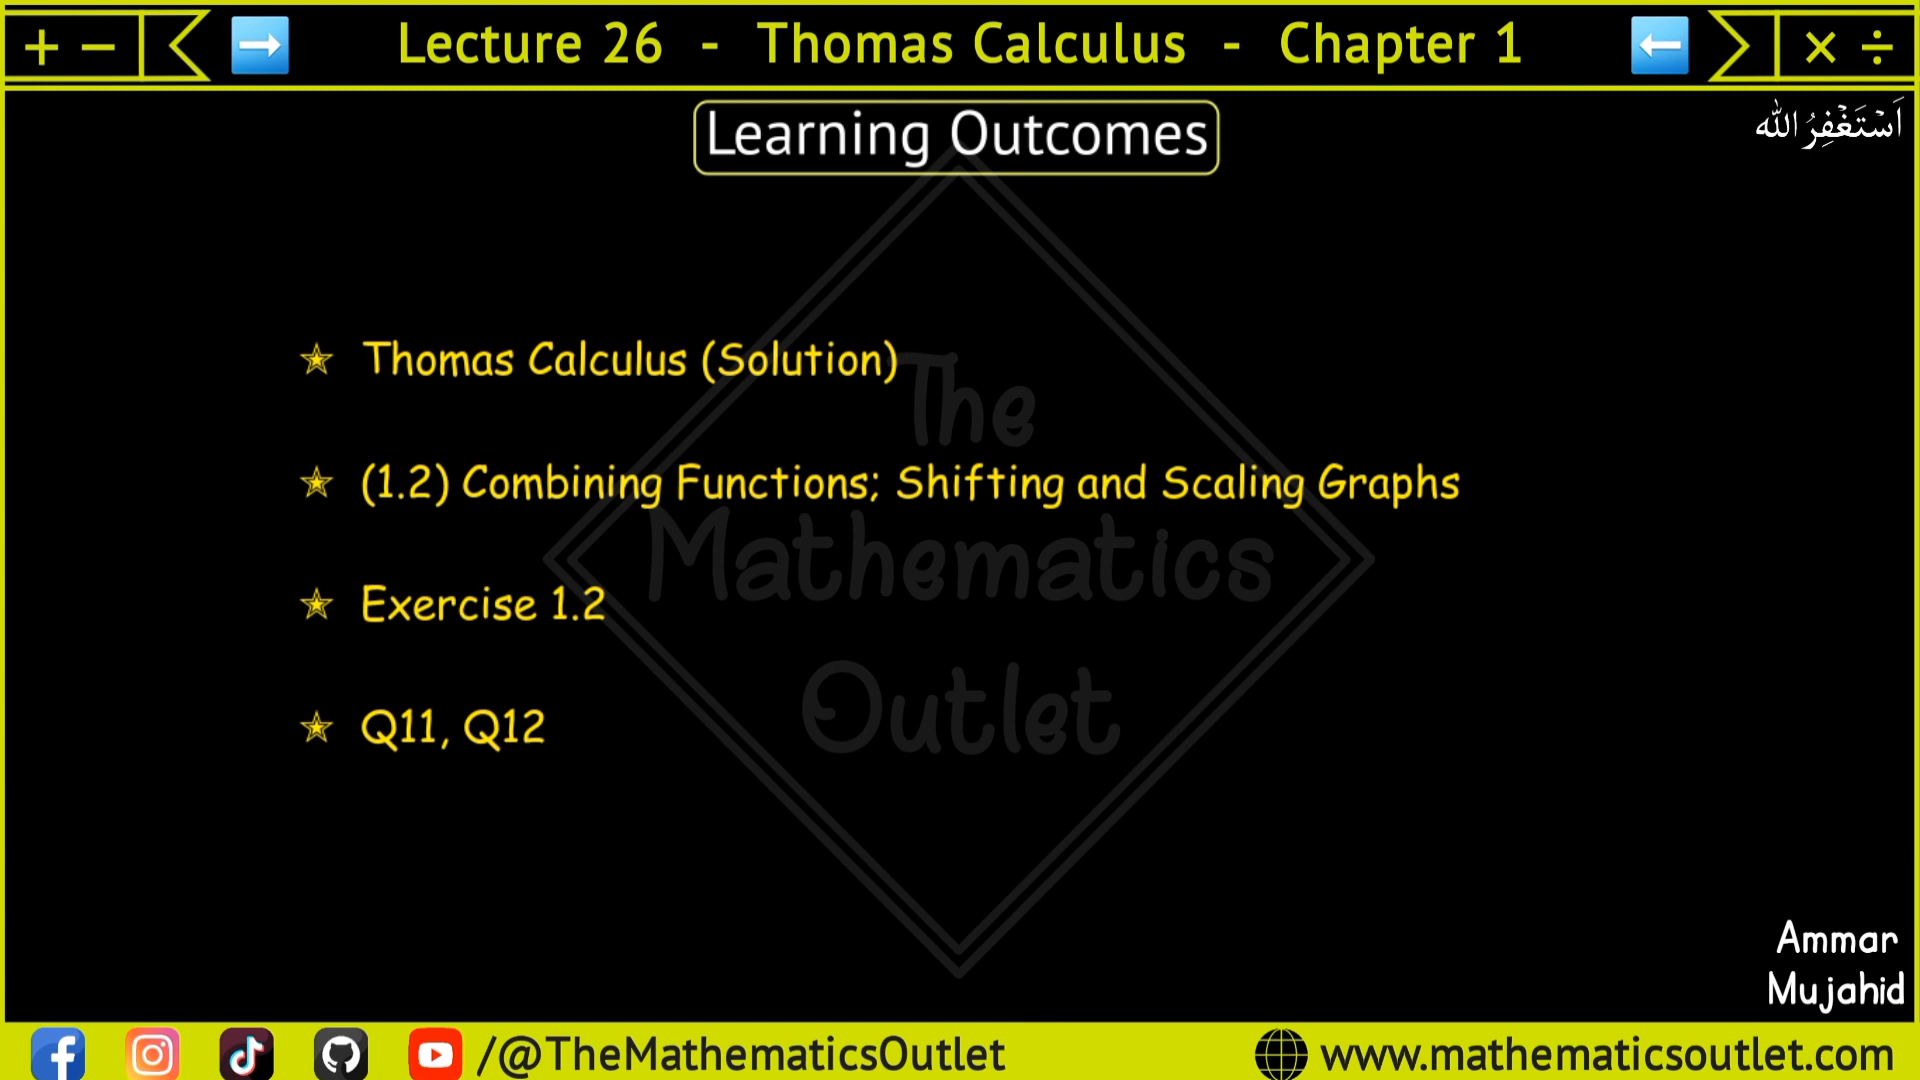 + − Lecture 26 - Thomas Calculus - Chapter 1 × ÷
Learning Outcomes
اَسْتَغْفِرُ اللہ
Thomas Calculus (Solution)
(1.2) Combining Functions; Shifting and Scaling Graphs
Exercise 1.2
Q11, Q12
The
Mathematics
Outlet
Ammar
Mujahid
/@TheMathematicsOutlet www.mathematicsoutlet.com